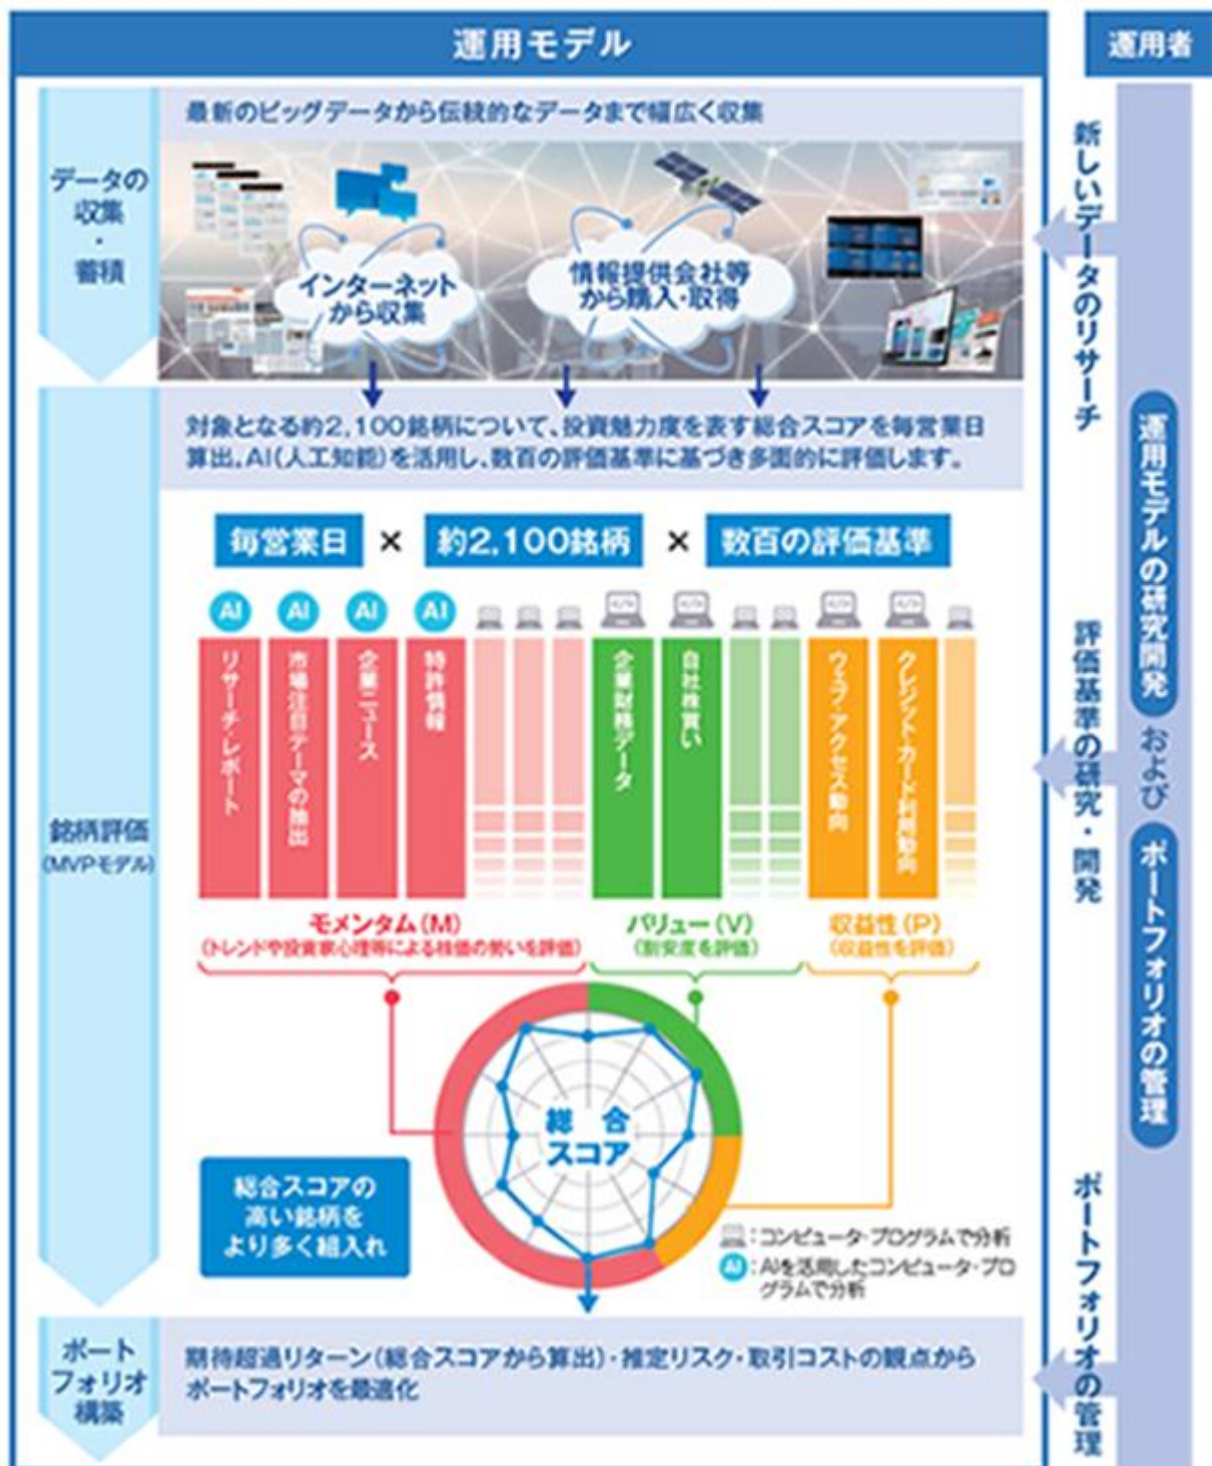 運用モデル
運用者
データの
収集
・
蓄積
最新のビッグデータから伝統的なデータまで幅広く収集
インターネット
から収集
情報提供会社等
から購入・取得
新しいデータのリサーチ
銘柄評価
(MVPモデル)
対象となる約2,100銘柄について、投資魅力度を表す総合スコアを毎営業日
算出。AI(人工知能)を活用し、数百の評価基準に基づき多面的に評価します。
毎営業日 × 約2,100銘柄 × 数百の評価基準
AI
AI
AI
AI
リサーチ・レポート
市場注目テーマの抽出
企業ニュース
特許情報
企業財務データ
自社株買い
ウェブ・アクセス動向
クレジット・カード利用動向
モメンタム(M)
(トレンドや投資家心理等による株価の勢いを評価)
バリュー(V)
(割安度を評価)
収益性(P)
(収益性を評価)
総合
スコア
総合スコアの
高い銘柄を
より多く組入れ
:コンピュータ・プログラムで分析
AI:AIを活用したコンピュータ・プロ
グラムで分析
評価基準の研究・開発
ポート
フォリオ
構築
期待超過リターン(総合スコアから算出)・推定リスク・取引コストの観点から
ポートフォリオを最適化
ポートフォリオの管理
運用モデルの研究開発
および
ポートフォリオの管理